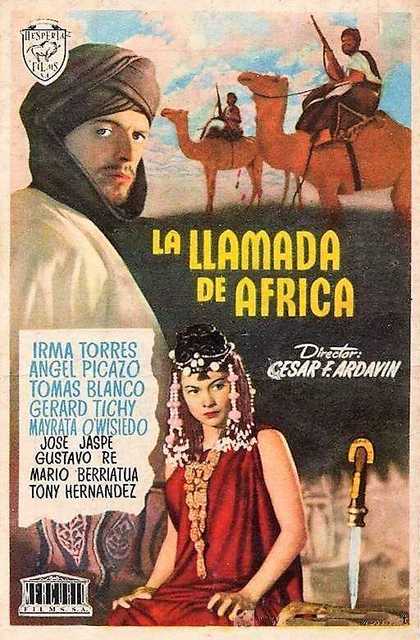 HESPERIA
FILMS
S.A.
LA LLAMADA
DE AFRICA
Director:
CESAR F. ARDAVIN
IRMA TORRES
ANGEL PICAZO
TOMAS BLANCO
GERARD TICHY
MAYRATA O'WISIEDO
JOSE JASPE
GUSTAVO RE
MARIO BERRIATUA
TONY HERNANDEZ
MERCURIO
FILMS. S.A.